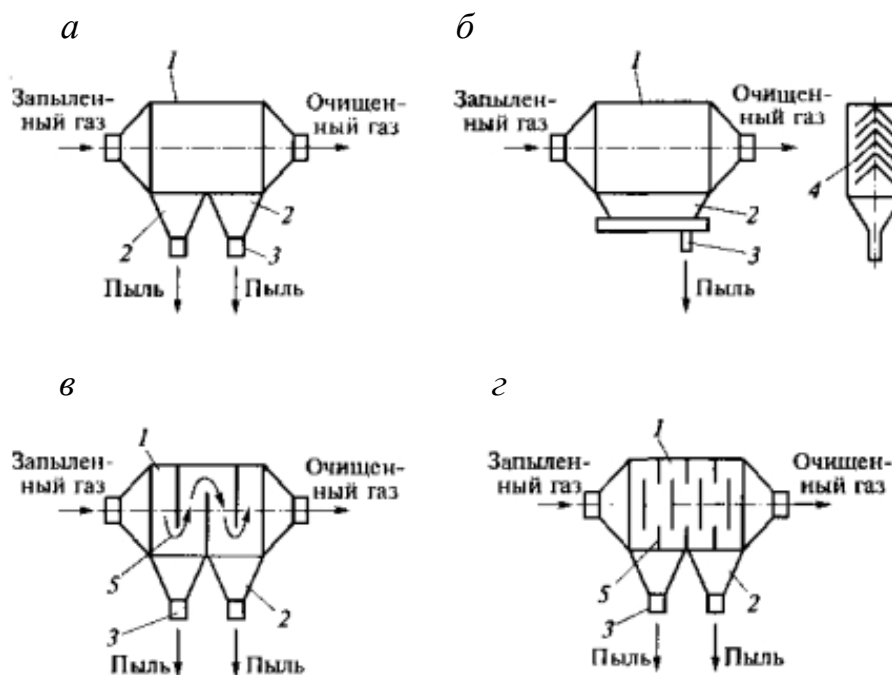 а
1
Запылен-
ный газ
Очищен-
ный газ
2
2
3
Пыль
Пыль
б
1
Запылен-
ный газ
Очищен-
ный газ
4
2
3
Пыль
в
1
Запылен-
ный газ
Очищен-
ный газ
5
2
3
Пыль
Пыль
г
1
Запылен-
ный газ
Очищен-
ный газ
5
2
3
Пыль
Пыль